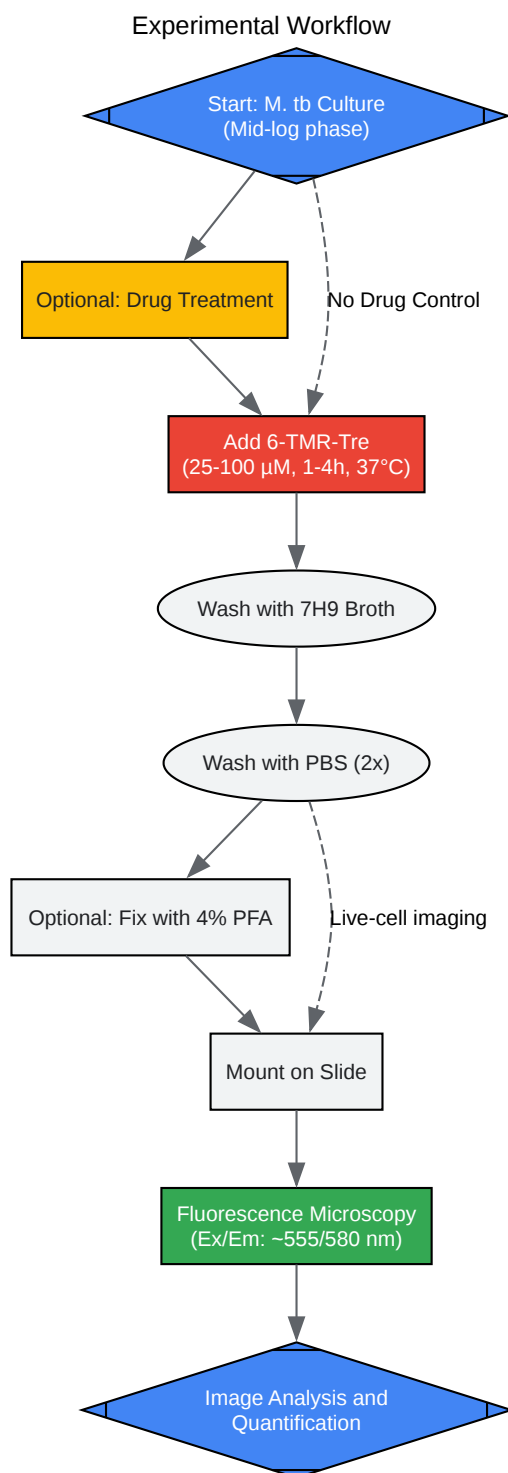 Experimental Workflow
Start: M. tb Culture
(Mid-log phase)
Optional: Drug Treatment
No Drug Control
Add 6-TMR-Tre
(25-100 µM, 1-4h, 37°C)
Wash with 7H9 Broth
Wash with PBS (2x)
Optional: Fix with 4% PFA
Live-cell imaging
Mount on Slide
Fluorescence Microscopy
(Ex/Em: ~555/580 nm)
Image Analysis and
Quantification